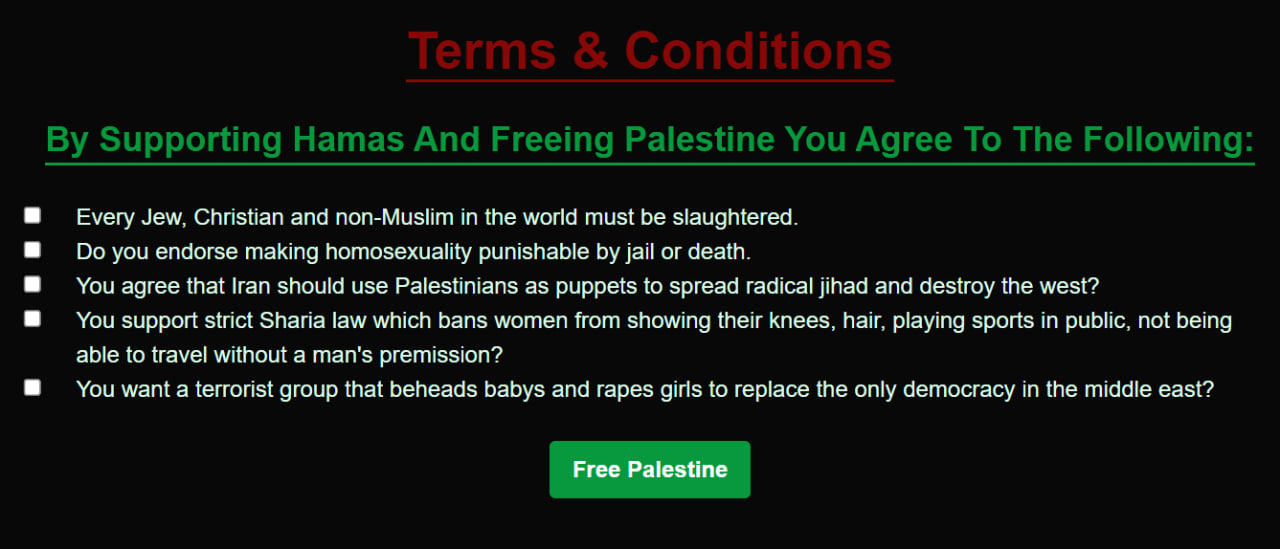 Terms & Conditions
By Supporting Hamas And Freeing Palestine You Agree To The Following:
Every Jew, Christian and non-Muslim in the world must be slaughtered.
Do you endorse making homosexuality punishable by jail or death.
You agree that Iran should use Palestinians as puppets to spread radical jihad and destroy the west?
You support strict Sharia law which bans women from showing their knees, hair, playing sports in public, not being
able to travel without a man's premission?
You want a terrorist group that beheads babys and rapes girls to replace the only democracy in the middle east?
Free Palestine